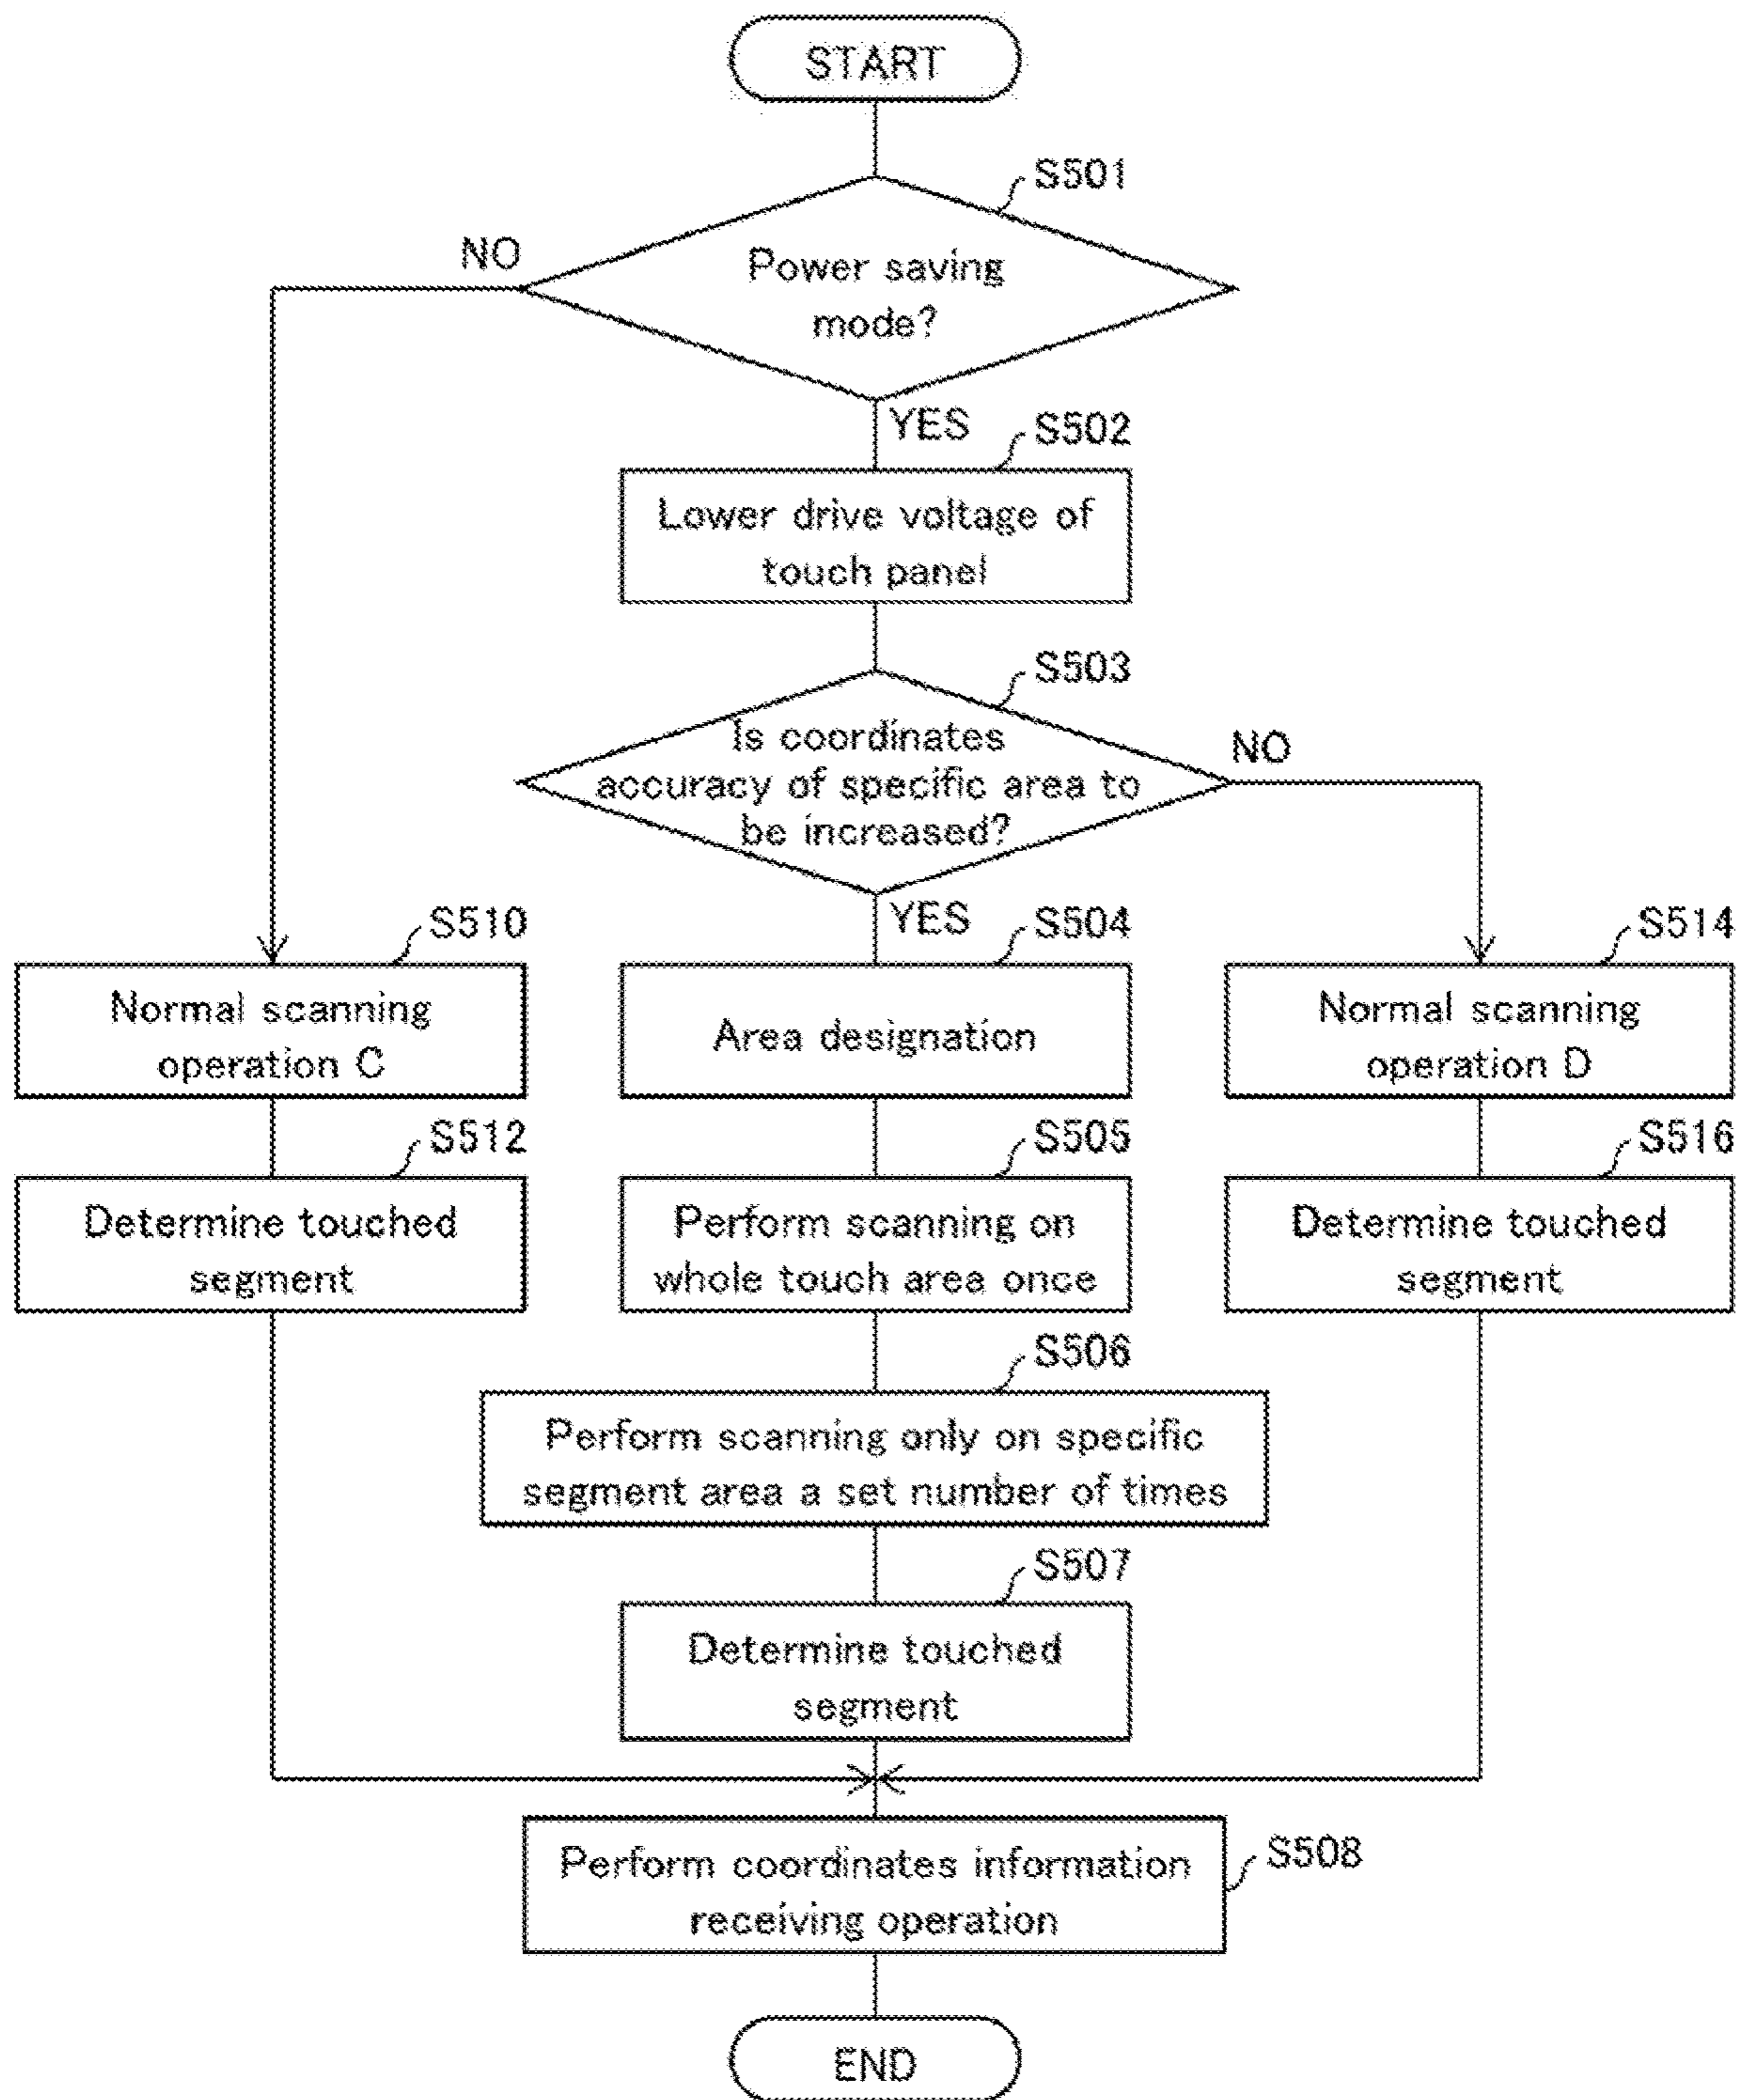 START
S501
NO
Power saving
mode?
YES
S502
Lower drive voltage of
touch panel
S503
Is coordinates
accuracy of specific area to
be increased?
NO
YES
S510
S504
S514
Normal scanning
operation C
Area designation
Normal scanning
operation D
S512
S505
S516
Determine touched
segment
Perform scanning on
whole touch area once
Determine touched
segment
S506
Perform scanning only on specific
segment area a set number of times
S507
Determine touched
segment
S508
Perform coordinates information
receiving operation
END